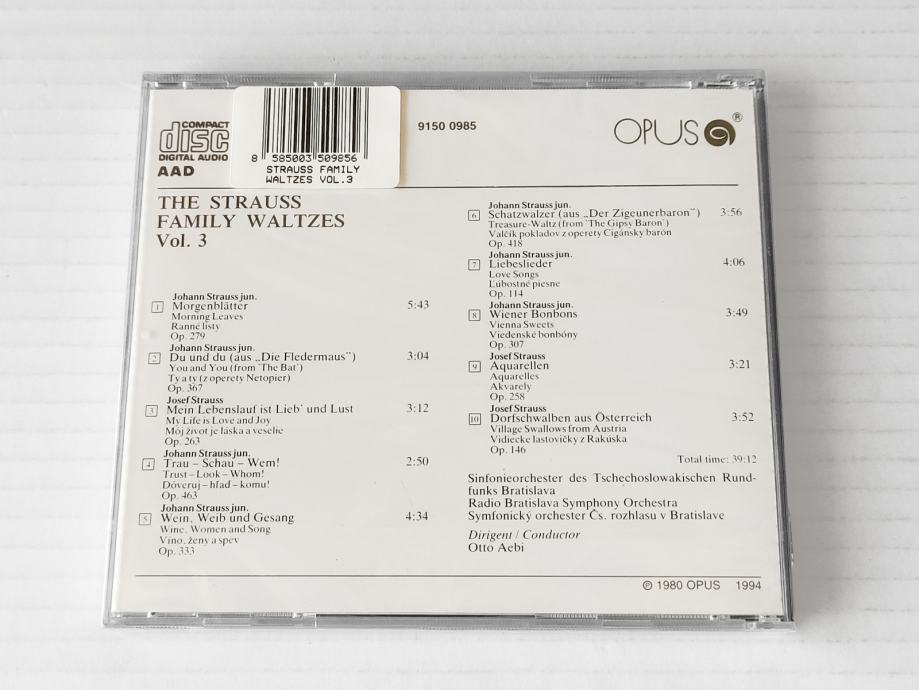 COMPACT
disc
DIGITAL AUDIO
AAD
8 585003 509856
STRAUSS FAMILY
WALTZES VOL.3
9150 0985
OPUS ®
THE STRAUSS
FAMILY WALTZES
Vol. 3
Johann Strauss jun.
1 Morgenblätter 5:43
Morning Leaves
Ranné listy
Op. 279
Johann Strauss jun.
2 Du und du (aus „Die Fledermaus") 3:04
You and You (from 'The Bat')
Ty a ty (z operety Netopier)
Op. 367
Josef Strauss
3 Mein Lebenslauf ist Lieb' und Lust 3:12
My Life is Love and Joy
Môj život je láska a veselie
Op. 263
Johann Strauss jun.
4 Trau – Schau – Wem! 2:50
Trust – Look – Whom!
Dôveruj – hľaď – komu!
Op. 463
Johann Strauss jun.
5 Wein, Weib und Gesang 4:34
Wine, Women and Song
Víno, ženy a spev
Op. 333
Johann Strauss jun.
6 Schatzwalzer (aus „Der Zigeunerbaron") 3:56
Treasure-Waltz (from 'The Gipsy Baron')
Valčík pokladov z operety Cigánsky barón
Op. 418
Johann Strauss jun.
7 Liebeslieder 4:06
Love Songs
Ľúbostné piesne
Op. 114
Johann Strauss jun.
8 Wiener Bonbons 3:49
Vienna Sweets
Viedenské bonbóny
Op. 307
Josef Strauss
9 Aquarellen 3:21
Aquarelles
Akvarely
Op. 258
Josef Strauss
10 Dorfschwalben aus Österreich 3:52
Village Swallows from Austria
Vidiecke lastovičky z Rakúska
Op. 146
Total time: 39:12
Sinfonieorchester des Tschechoslowakischen Rund-
funks Bratislava
Radio Bratislava Symphony Orchestra
Symfonický orchester Čs. rozhlasu v Bratislave
Dirigent / Conductor
Otto Aebi
℗ 1980 OPUS 1994